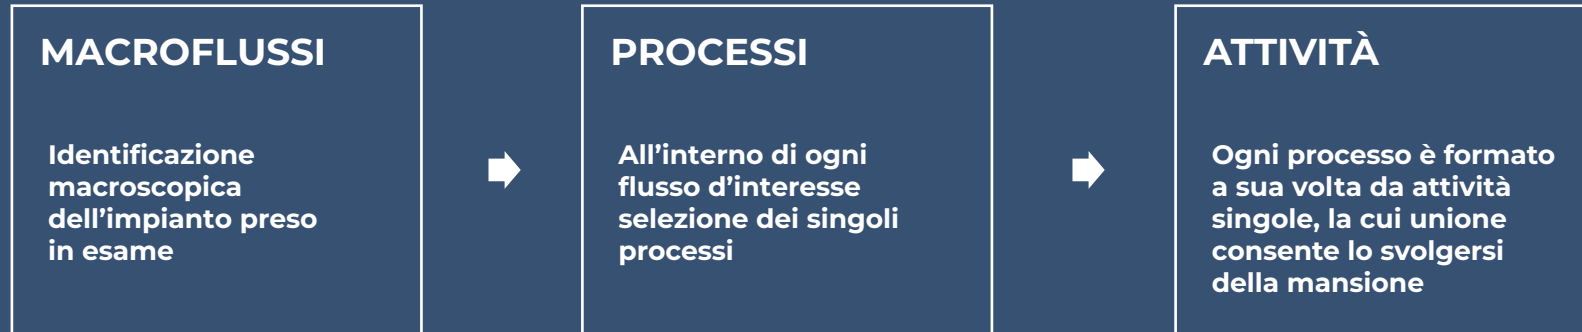 MACROFLUSSI
Identificazione
macroscopica
dell'impianto preso
in esame
PROCESSI
All'interno di ogni
flusso d'interesse
selezione dei singoli
processi
ATTIVITÀ
Ogni processo è formato
a sua volta da attività
singole, la cui unione
consente lo svolgersi
della mansione